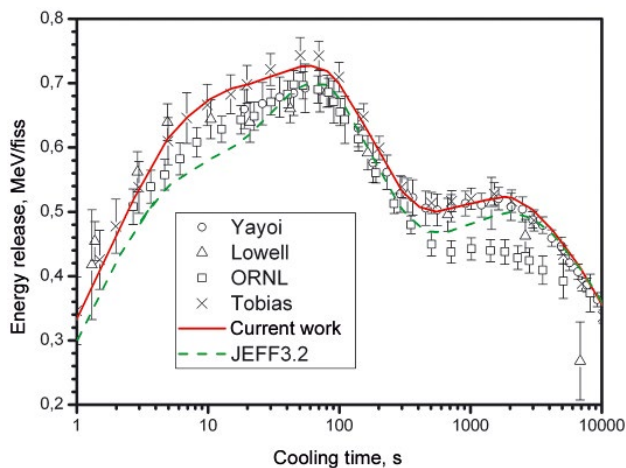 0,8
0,7
0,6
0,5
0,4
0,3
0,2
Energy release, MeV/fiss
Yayoi
Lowell
ORNL
Tobias
Current work
JEFF3.2
1 10 100 1000 10000
Cooling time, s